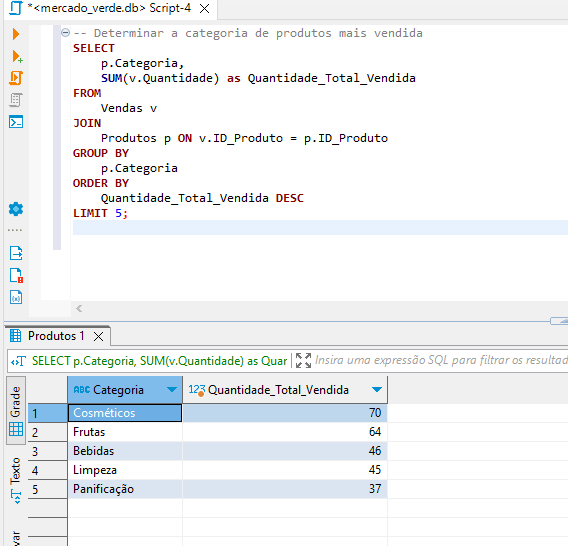 *<mercado_verde.db> Script-4
-- Determinar a categoria de produtos mais vendida
SELECT
p.Categoria,
SUM(v.Quantidade) as Quantidade_Total_Vendida
FROM
Vendas v
JOIN
Produtos p ON v.ID_Produto = p.ID_Produto
GROUP BY
p.Categoria
ORDER BY
Quantidade_Total_Vendida DESC
LIMIT 5;
Produtos 1
SELECT p.Categoria, SUM(v.Quantidade) as Quar
Insira uma expressão SQL para filtrar os resultad
Grade
Texto
var
ABC Categoria 123 Quantidade_Total_Vendida
1 Cosméticos 70
2 Frutas 64
3 Bebidas 46
4 Limpeza 45
5 Panificação 37